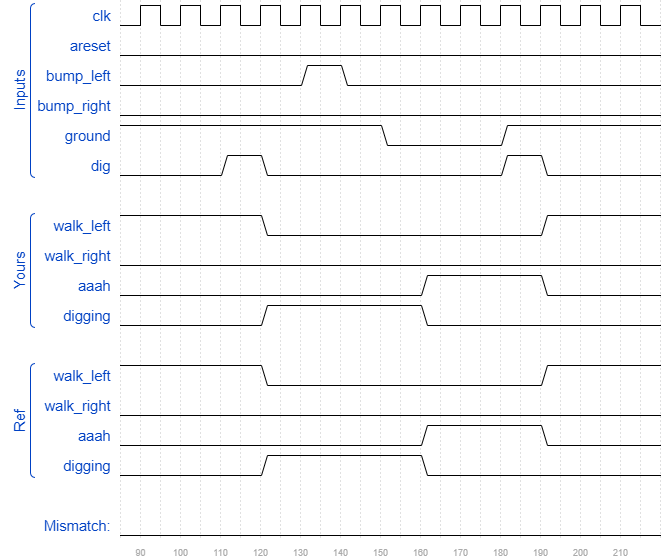 Inputs
clk
areset
bump_left
bump_right
ground
dig
Yours
walk_left
walk_right
aaah
digging
Ref
walk_left
walk_right
aaah
digging
Mismatch:
90 100 110 120 130 140 150 160 170 180 190 200 210